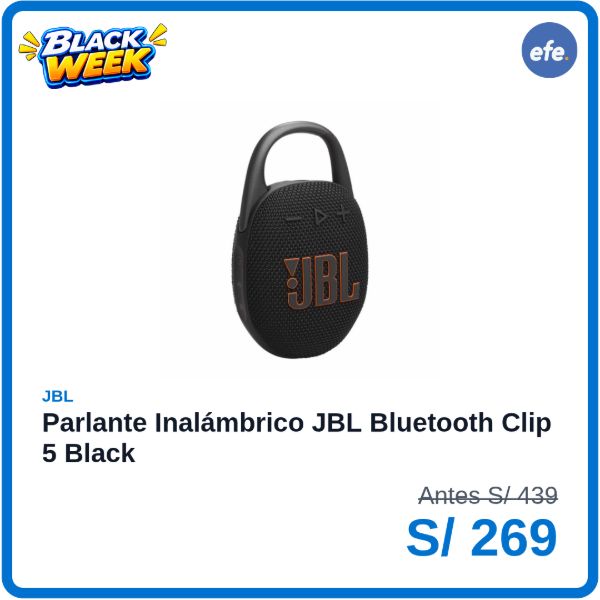 BLACK
WEEK
efe.
JBL
JBL
Parlante Inalámbrico JBL Bluetooth Clip
5 Black
Antes S/ 439
S/ 269